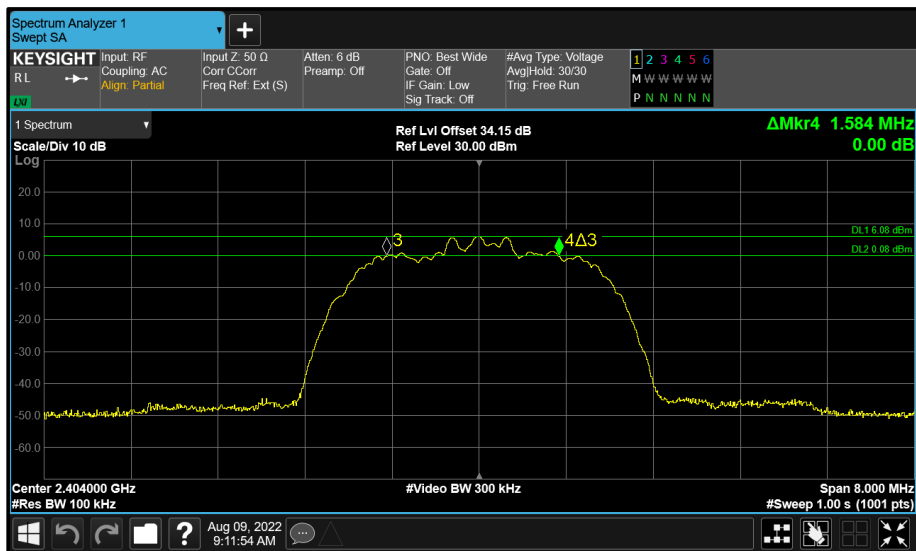 Spectrum Analyzer 1
Swept SA
+
KEYSIGHT
R L
LXI
Input: RF
Coupling: AC
Align: Partial
Input Z: 50 Ω
Corr CCorr
Freq Ref: Ext (S)
Atten: 6 dB
Preamp: Off
PNO: Best Wide
Gate: Off
IF Gain: Low
Sig Track: Off
#Avg Type: Voltage
Avg|Hold: 30/30
Trig: Free Run
1 2 3 4 5 6
M W W W W W
P N N N N N
1 Spectrum
Scale/Div 10 dB
Ref Lvl Offset 34.15 dB
Ref Level 30.00 dBm
ΔMkr4 1.584 MHz
0.00 dB
Log
20.0
10.0
0.00
-10.0
-20.0
-30.0
-40.0
-50.0
-60.0
3
4Δ3
DL1 6.08 dBm
DL2 0.08 dBm
Center 2.404000 GHz
#Res BW 100 kHz
#Video BW 300 kHz
Span 8.000 MHz
#Sweep 1.00 s (1001 pts)
?
Aug 09, 2022
9:11:54 AM